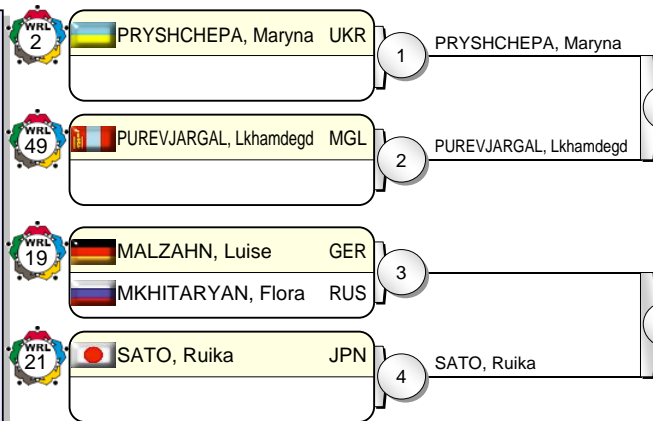 WRL
2
PRYSHCHEPA, Maryna UKR
1
PRYSHCHEPA, Maryna
WRL
49
PUREVJARGAL, Lkhamdegd MGL
2
PUREVJARGAL, Lkhamdegd
WRL
19
MALZAHN, Luise GER
MKHITARYAN, Flora RUS
3
WRL
21
SATO, Ruika JPN
4
SATO, Ruika